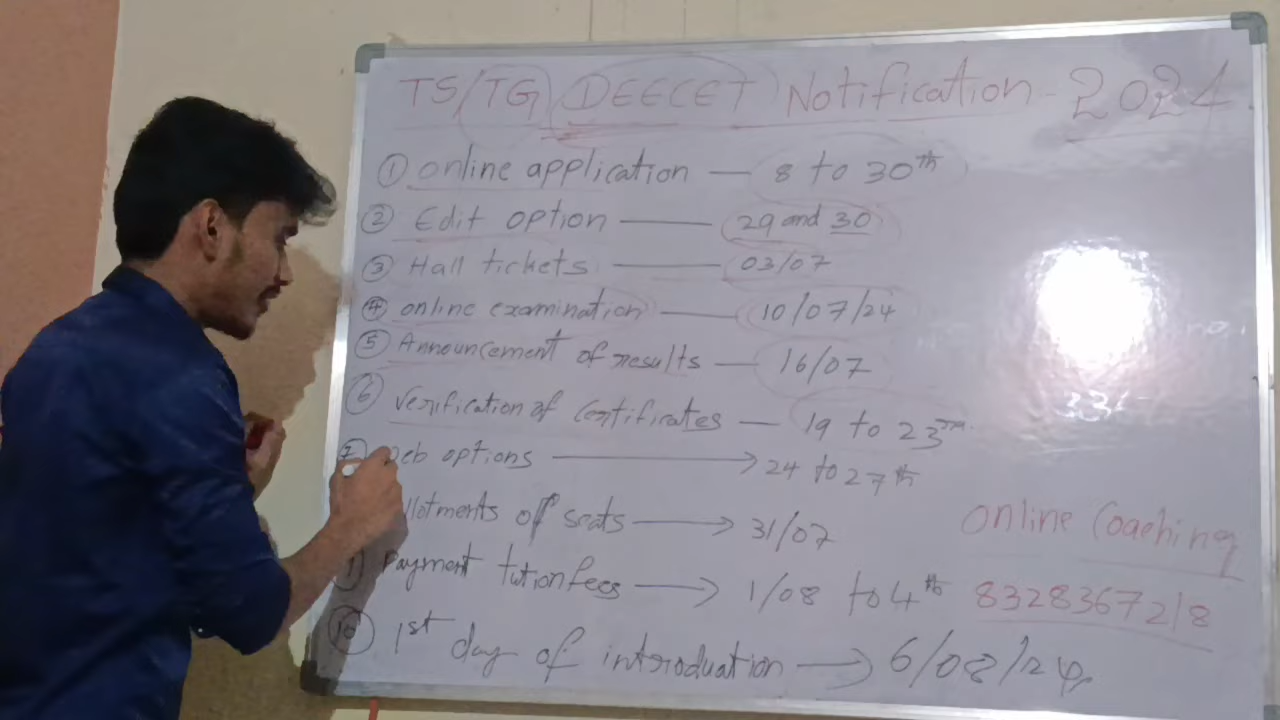 TS/TG DEECET Notification - 2024.
① online application — 8 to 30th
② Edit option — 29 and 30
③ Hall tickets — 03/07
④ online examination — 10/07/24
⑤ Announcement of results — 16/07
⑥ verification of certificates — 19 to 23rd.
⑦ web options → 24 to 27th
allotments of seats → 31/07
Payment tution fees → 1/08 to 4th
⑩ 1st day of introduation → 6/08/24
online Coaching
8328367218